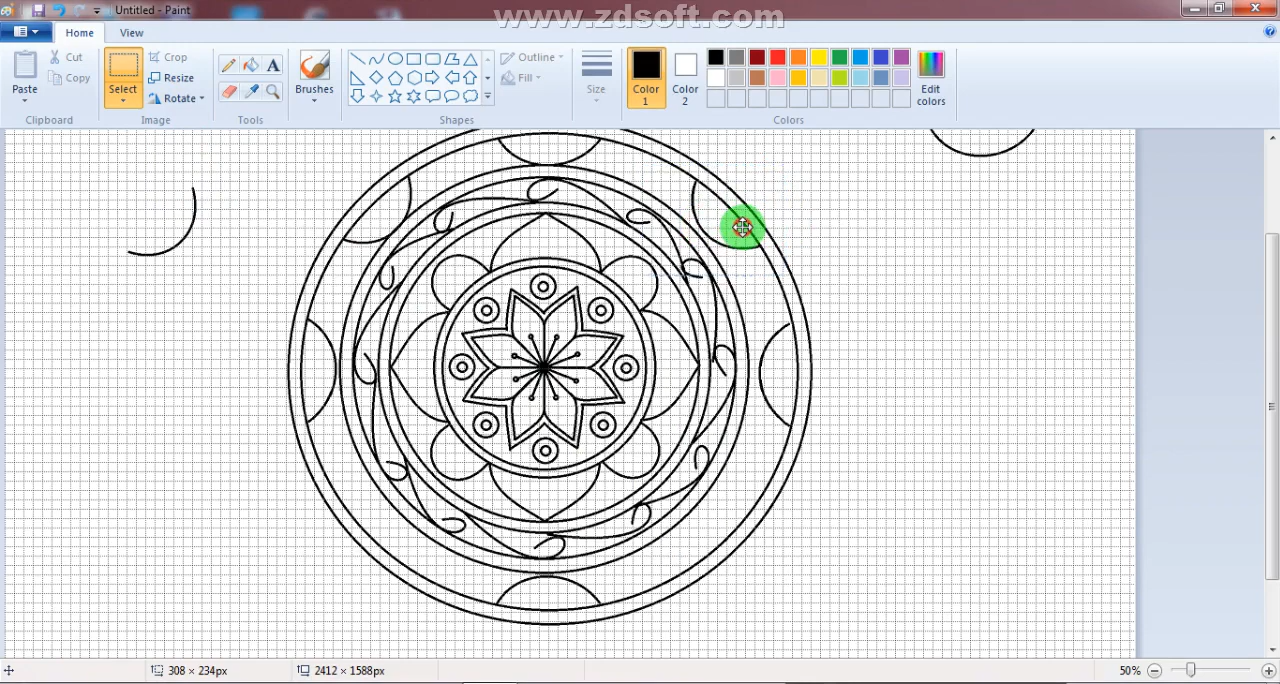 Untitled - Paint
www.zdsoft.com
Home
View
Paste
Cut
Copy
Clipboard
Select
Crop
Resize
Rotate
Image
A
Tools
Brushes
Outline
Fill
Shapes
Size
Color 1
Color 2
Edit colors
Colors
308 × 234px
2412 × 1588px
50%